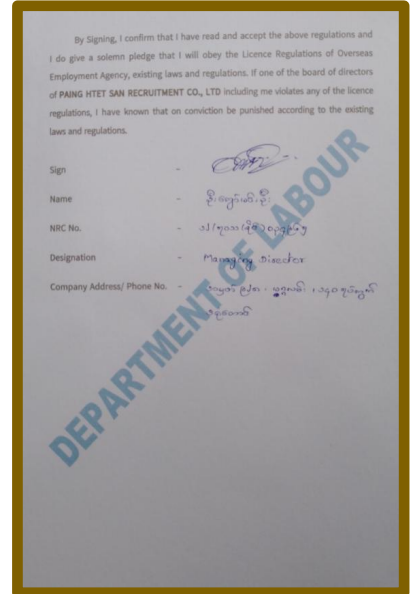 By Signing, I confirm that I have read and accept the above regulations and
I do give a solemn pledge that I will obey the Licence Regulations of Overseas
Employment Agency, existing laws and regulations. If one of the board of directors
of PAING HTET SAN RECRUITMENT CO., LTD including me violates any of the licence
regulations, I have known that on conviction be punished according to the existing
laws and regulations.
Sign -
Name -
NRC No. -
Designation - Managing Director
Company Address/ Phone No. -
DEPARTMENT OF LABOUR